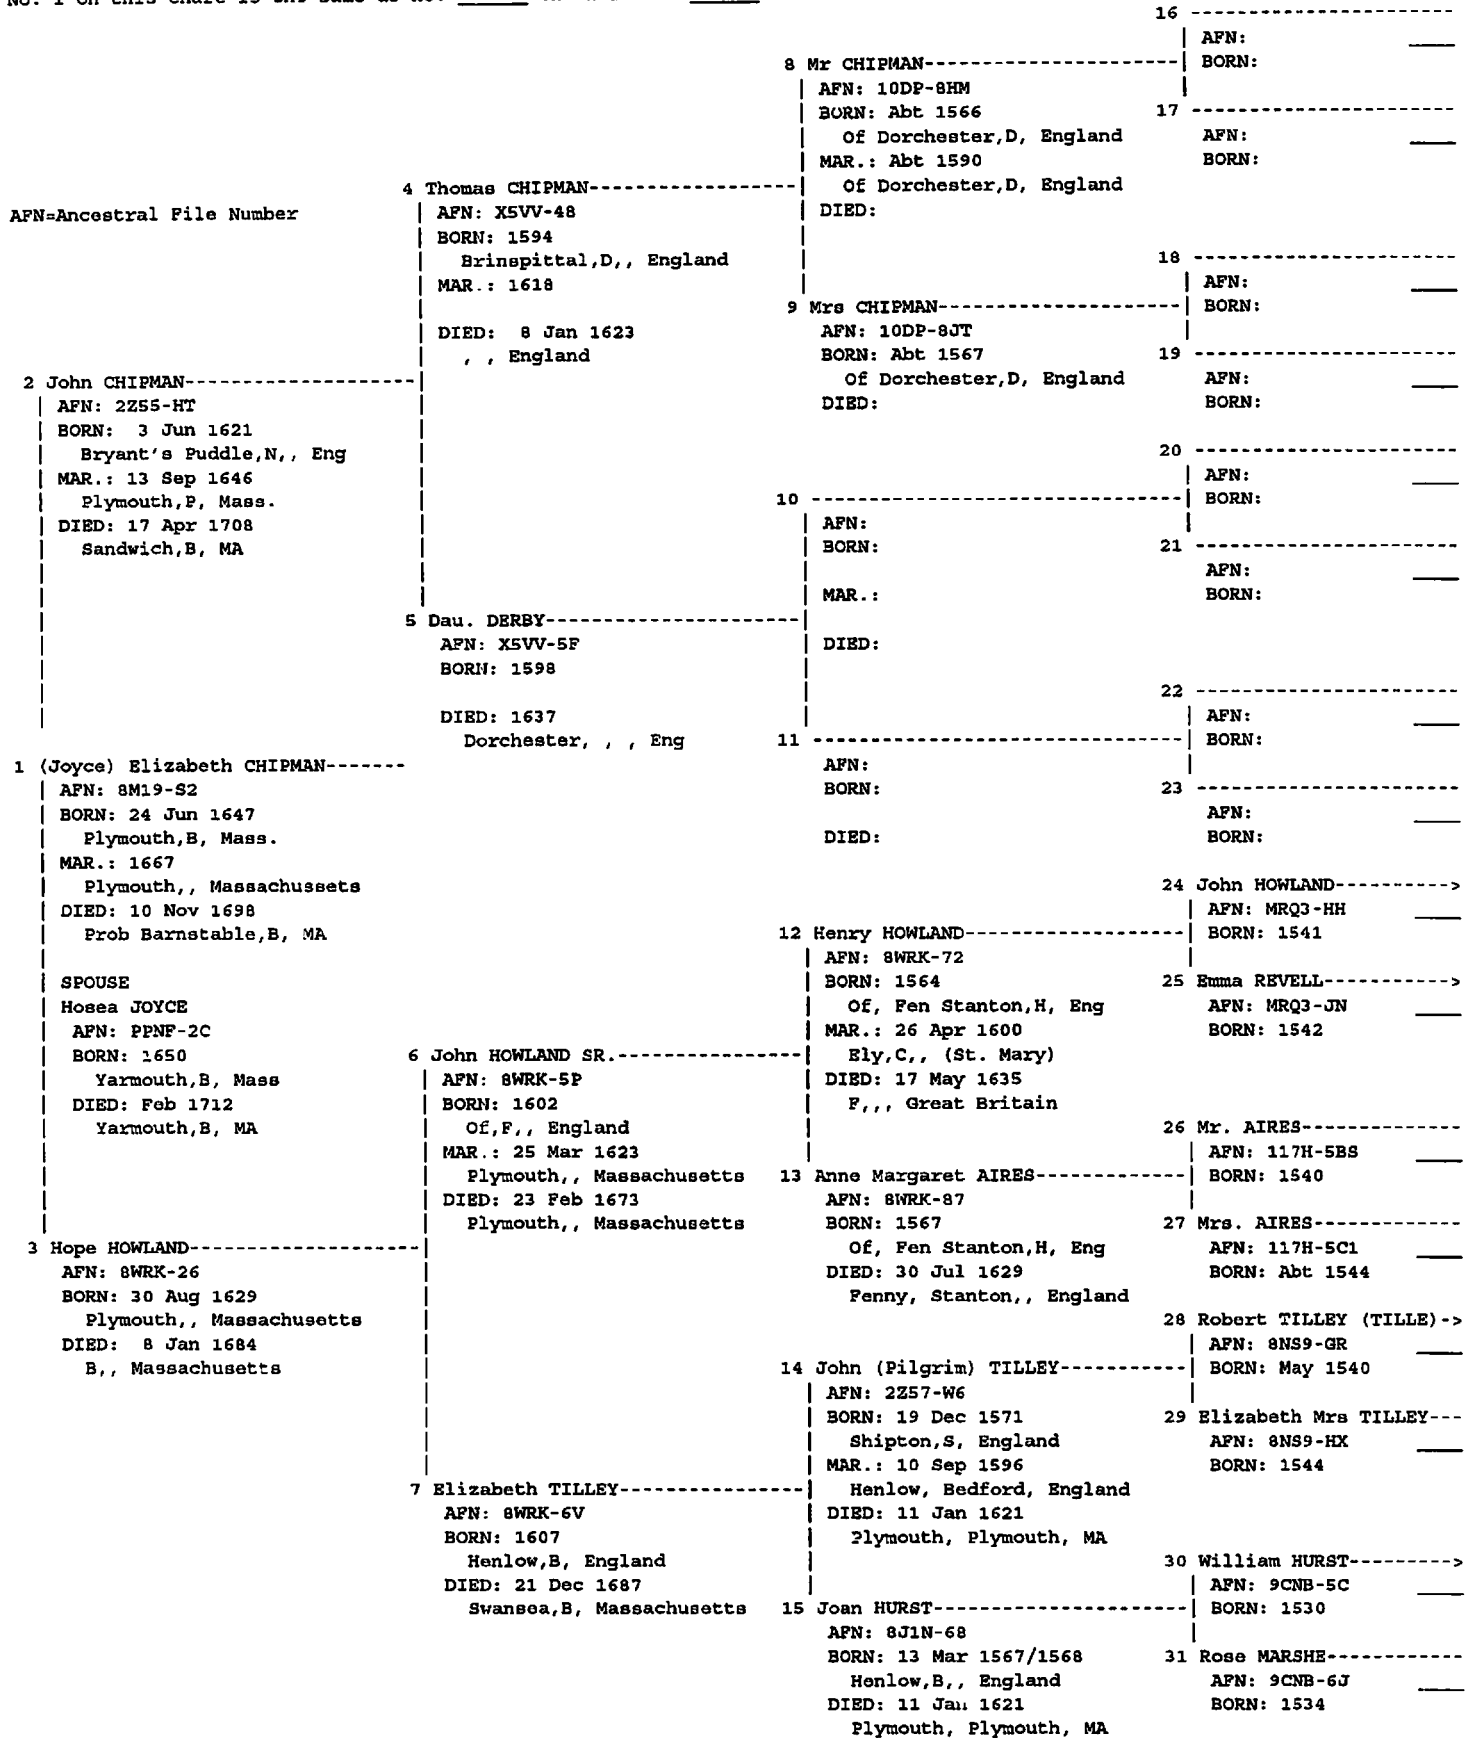 16 ----------------------
AFN: _____
BORN:
8 Mr CHIPMAN---------------------
AFN: 10DP-8HM
BORN: Abt 1566
Of Dorchester,D, England
MAR.: Abt 1590
Of Dorchester,D, England
DIED:
17 ----------------------
AFN: _____
BORN:
4 Thomas CHIPMAN-----------------
AFN: X5VV-48
BORN: 1594
Brinspittal,D,, England
MAR.: 1618
DIED: 8 Jan 1623
, , England
AFN=Ancestral File Number
18 ----------------------
AFN: _____
BORN:
9 Mrs CHIPMAN--------------------
AFN: 10DP-8JT
BORN: Abt 1567
Of Dorchester,D, England
DIED:
19 ----------------------
AFN: _____
BORN:
2 John CHIPMAN-------------------
AFN: 2Z55-HT
BORN: 3 Jun 1621
Bryant's Puddle,N,, Eng
MAR.: 13 Sep 1646
Plymouth,P, Mass.
DIED: 17 Apr 1708
Sandwich,B, MA
20 ----------------------
AFN: _____
BORN:
10 -------------------------------
AFN:
BORN:
MAR.:
DIED:
21 ----------------------
AFN: _____
BORN:
5 Dau. DERBY---------------------
AFN: X5VV-5F
BORN: 1598
DIED: 1637
Dorchester, , , Eng
22 ----------------------
AFN: _____
BORN:
11 -------------------------------
AFN:
BORN:
DIED:
23 ----------------------
AFN: _____
BORN:
1 (Joyce) Elizabeth CHIPMAN-------
AFN: 8M19-S2
BORN: 24 Jun 1647
Plymouth,B, Mass.
MAR.: 1667
Plymouth,, Massachussets
DIED: 10 Nov 1698
Prob Barnstable,B, MA
SPOUSE
Hosea JOYCE
AFN: PPNF-2C
BORN: 1650
Yarmouth,B, Mass
DIED: Feb 1712
Yarmouth,B, MA
24 John HOWLAND---------->
AFN: MRQ3-HH _____
BORN: 1541
12 Henry HOWLAND------------------
AFN: 8WRK-72
BORN: 1564
Of, Fen Stanton,H, Eng
MAR.: 26 Apr 1600
Ely,C,, (St. Mary)
DIED: 17 May 1635
F,,, Great Britain
25 Emma REVELL----------->
AFN: MRQ3-JN _____
BORN: 1542
6 John HOWLAND SR.---------------
AFN: 8WRK-5P
BORN: 1602
Of,F,, England
MAR.: 25 Mar 1623
Plymouth,, Massachusetts
DIED: 23 Feb 1673
Plymouth,, Massachusetts
26 Mr. AIRES-------------
AFN: 117H-5BS _____
BORN: 1540
13 Anne Margaret AIRES------------
AFN: 8WRK-87
BORN: 1567
Of, Fen Stanton,H, Eng
DIED: 30 Jul 1629
Fenny, Stanton,, England
27 Mrs. AIRES------------
AFN: 117H-5C1 _____
BORN: Abt 1544
3 Hope HOWLAND-------------------
AFN: 8WRK-26
BORN: 30 Aug 1629
Plymouth,, Massachusetts
DIED: 8 Jan 1684
B,, Massachusetts
28 Robert TILLEY (TILLE)->
AFN: 8NS9-GR _____
BORN: May 1540
14 John (Pilgrim) TILLEY----------
AFN: 2Z57-W6
BORN: 19 Dec 1571
Shipton,S, England
MAR.: 10 Sep 1596
Henlow, Bedford, England
DIED: 11 Jan 1621
Plymouth, Plymouth, MA
29 Elizabeth Mrs TILLEY---
AFN: 8NS9-HX _____
BORN: 1544
7 Elizabeth TILLEY---------------
AFN: 8WRK-6V
BORN: 1607
Henlow,B, England
DIED: 21 Dec 1687
Swansea,B, Massachusetts
30 William HURST--------->
AFN: 9CNB-5C _____
BORN: 1530
15 Joan HURST---------------------
AFN: 8J1N-68
BORN: 13 Mar 1567/1568
Henlow,B,, England
DIED: 11 Jan 1621
Plymouth, Plymouth, MA
31 Rose MARSHE------------
AFN: 9CNB-6J _____
BORN: 1534